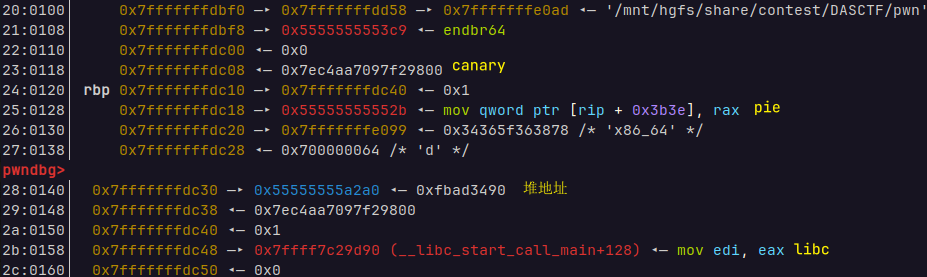 20:0100│ 0x7fffffffdbf0 —▸ 0x7fffffffdd58 —▸ 0x7fffffffe0ad ◂— '/mnt/hgfs/share/contest/DASCTF/pwn'
21:0108│ 0x7fffffffdbf8 —▸ 0x5555555553c9 ◂— endbr64
22:0110│ 0x7fffffffdc00 ◂— 0x0
23:0118│ 0x7fffffffdc08 ◂— 0x7ec4aa7097f29800 canary
24:0120│ rbp 0x7fffffffdc10 —▸ 0x7fffffffdc40 ◂— 0x1
25:0128│ 0x7fffffffdc18 —▸ 0x55555555552b ◂— mov qword ptr [rip + 0x3b3e], rax pie
26:0130│ 0x7fffffffdc20 —▸ 0x7fffffffe099 ◂— 0x34365f363878 /* 'x86_64' */
27:0138│ 0x7fffffffdc28 ◂— 0x700000064 /* 'd' */
pwndbg>
28:0140│ 0x7fffffffdc30 —▸ 0x55555555a2a0 ◂— 0xfbad3490 堆地址
29:0148│ 0x7fffffffdc38 ◂— 0x7ec4aa7097f29800
2a:0150│ 0x7fffffffdc40 ◂— 0x1
2b:0158│ 0x7fffffffdc48 —▸ 0x7ffff7c29d90 (__libc_start_call_main+128) ◂— mov edi, eax libc
2c:0160│ 0x7fffffffdc50 ◂— 0x0